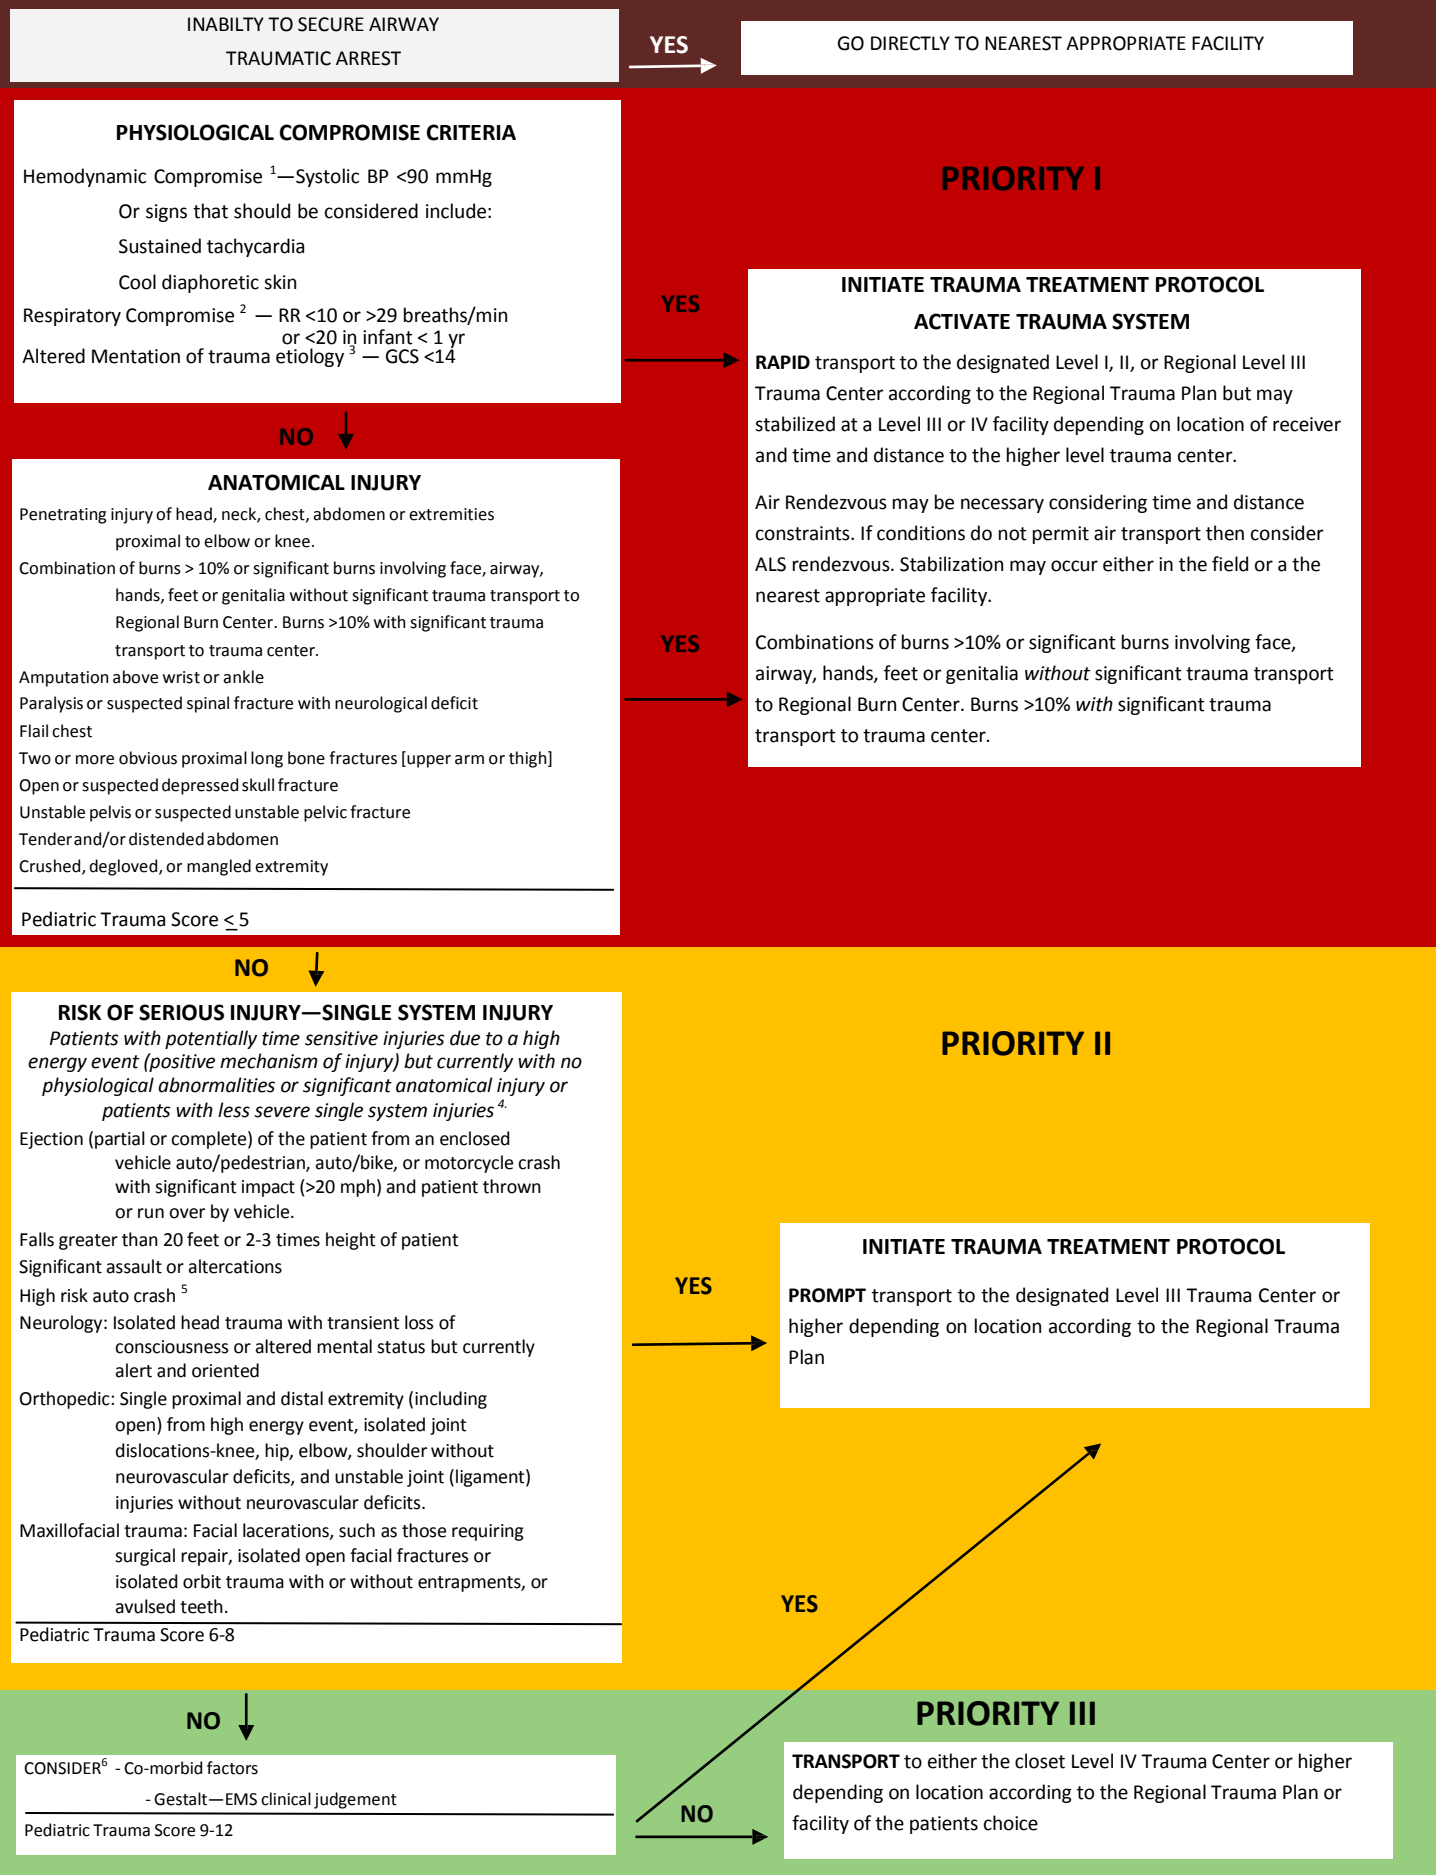 INABILTY TO SECURE AIRWAY
TRAUMATIC ARREST
YES
GO DIRECTLY TO NEAREST APPROPRIATE FACILITY
PHYSIOLOGICAL COMPROMISE CRITERIA
Hemodynamic Compromise 1—Systolic BP <90 mmHg
Or signs that should be considered include:
Sustained tachycardia
Cool diaphoretic skin
Respiratory Compromise 2 — RR <10 or >29 breaths/min
or <20 in infant < 1 yr
Altered Mentation of trauma etiology 3 — GCS <14
NO
ANATOMICAL INJURY
Penetrating injury of head, neck, chest, abdomen or extremities
proximal to elbow or knee.
Combination of burns > 10% or significant burns involving face, airway,
hands, feet or genitalia without significant trauma transport to
Regional Burn Center. Burns >10% with significant trauma
transport to trauma center.
Amputation above wrist or ankle
Paralysis or suspected spinal fracture with neurological deficit
Flail chest
Two or more obvious proximal long bone fractures [upper arm or thigh]
Open or suspected depressed skull fracture
Unstable pelvis or suspected unstable pelvic fracture
Tender and/or distended abdomen
Crushed, degloved, or mangled extremity
Pediatric Trauma Score ≤ 5
PRIORITY I
YES
YES
INITIATE TRAUMA TREATMENT PROTOCOL
ACTIVATE TRAUMA SYSTEM
RAPID transport to the designated Level I, II, or Regional Level III
Trauma Center according to the Regional Trauma Plan but may
stabilized at a Level III or IV facility depending on location of receiver
and time and distance to the higher level trauma center.
Air Rendezvous may be necessary considering time and distance
constraints. If conditions do not permit air transport then consider
ALS rendezvous. Stabilization may occur either in the field or a the
nearest appropriate facility.
Combinations of burns >10% or significant burns involving face,
airway, hands, feet or genitalia without significant trauma transport
to Regional Burn Center. Burns >10% with significant trauma
transport to trauma center.
NO
RISK OF SERIOUS INJURY—SINGLE SYSTEM INJURY
Patients with potentially time sensitive injuries due to a high
energy event (positive mechanism of injury) but currently with no
physiological abnormalities or significant anatomical injury or
patients with less severe single system injuries 4.
Ejection (partial or complete) of the patient from an enclosed
vehicle auto/pedestrian, auto/bike, or motorcycle crash
with significant impact (>20 mph) and patient thrown
or run over by vehicle.
Falls greater than 20 feet or 2-3 times height of patient
Significant assault or altercations
High risk auto crash 5
Neurology: Isolated head trauma with transient loss of
consciousness or altered mental status but currently
alert and oriented
Orthopedic: Single proximal and distal extremity (including
open) from high energy event, isolated joint
dislocations-knee, hip, elbow, shoulder without
neurovascular deficits, and unstable joint (ligament)
injuries without neurovascular deficits.
Maxillofacial trauma: Facial lacerations, such as those requiring
surgical repair, isolated open facial fractures or
isolated orbit trauma with or without entrapments, or
avulsed teeth.
Pediatric Trauma Score 6-8
PRIORITY II
YES
INITIATE TRAUMA TREATMENT PROTOCOL
PROMPT transport to the designated Level III Trauma Center or
higher depending on location according to the Regional Trauma
Plan
YES
NO
CONSIDER6 - Co-morbid factors
- Gestalt—EMS clinical judgement
Pediatric Trauma Score 9-12
NO
PRIORITY III
TRANSPORT to either the closet Level IV Trauma Center or higher
depending on location according to the Regional Trauma Plan or
facility of the patients choice